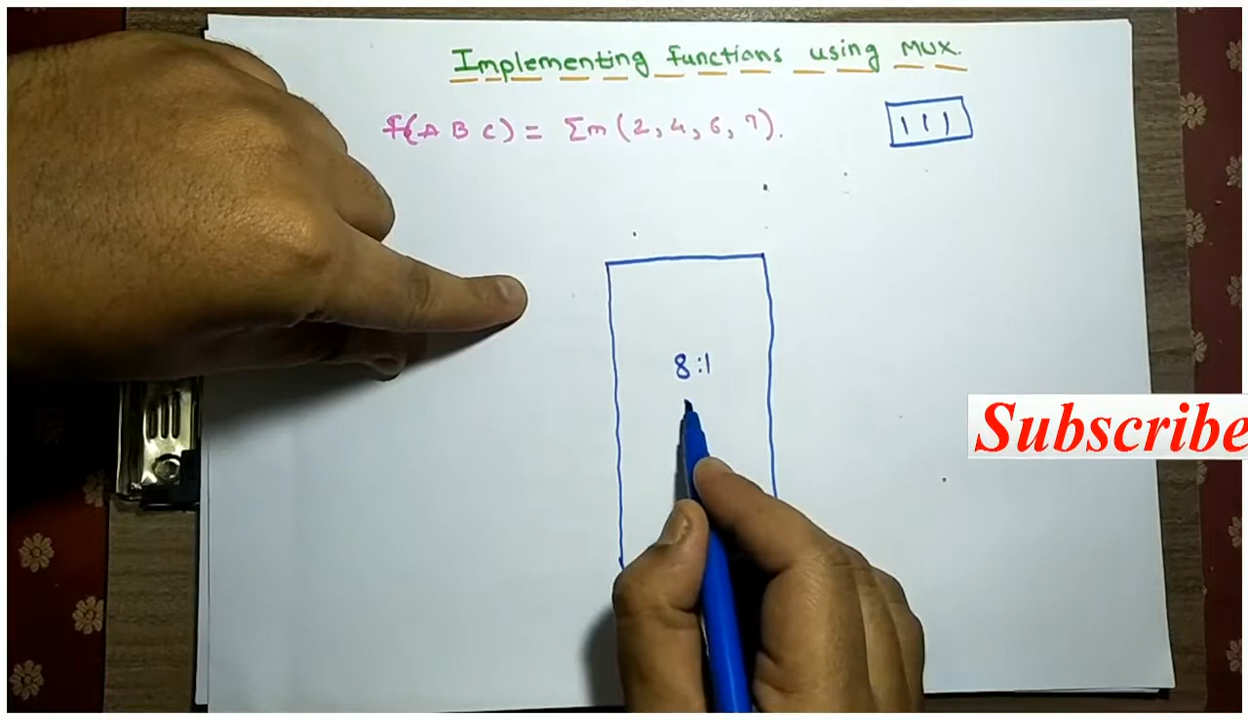 Implementing functions using MUX.
f(A B C) = Σm (2, 4, 6, 7).
111
8:1
Subscribe